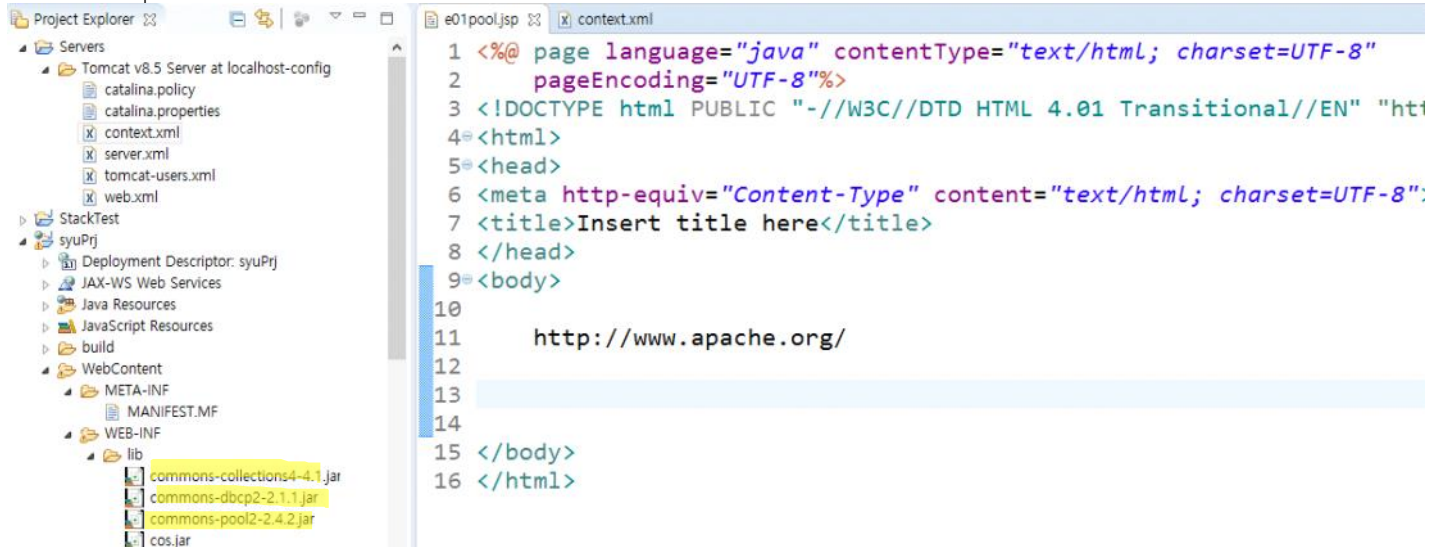 Project Explorer
Servers
Tomcat v8.5 Server at localhost-config
catalina.policy
catalina.properties
context.xml
server.xml
tomcat-users.xml
web.xml
StackTest
syuPrj
Deployment Descriptor: syuPrj
JAX-WS Web Services
Java Resources
JavaScript Resources
build
WebContent
META-INF
MANIFEST.MF
WEB-INF
lib
commons-collections4-4.1.jar
commons-dbcp2-2.1.1.jar
commons-pool2-2.4.2.jar
cos.jar
e01pool.jsp context.xml
1 <%@ page language="java" contentType="text/html; charset=UTF-8"
2 pageEncoding="UTF-8"%>
3 <!DOCTYPE html PUBLIC "-//W3C//DTD HTML 4.01 Transitional//EN" "htt
4 <html>
5 <head>
6 <meta http-equiv="Content-Type" content="text/html; charset=UTF-8"
7 <title>Insert title here</title>
8 </head>
9 <body>
10
11 http://www.apache.org/
12
13
14
15 </body>
16 </html>